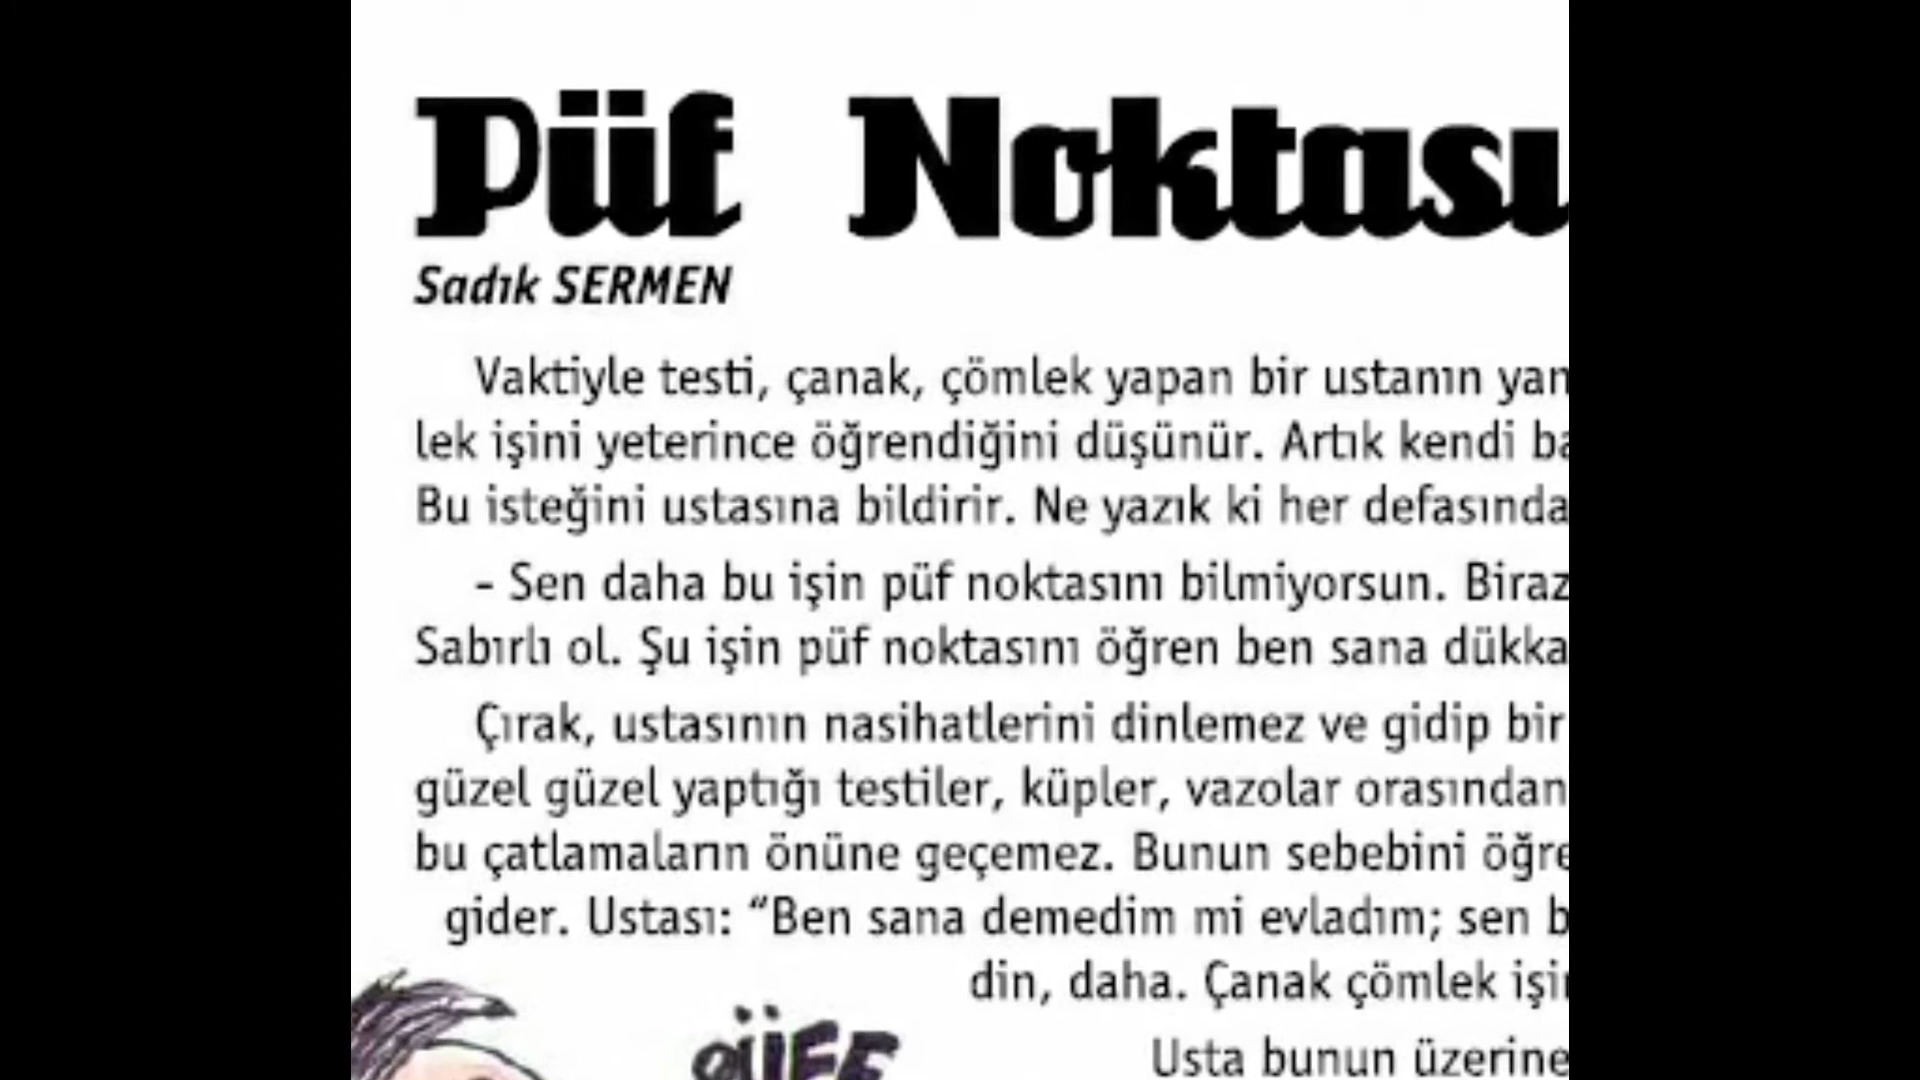 Püf Noktası
Sadık SERMEN
Vaktiyle testi, çanak, çömlek yapan bir ustanın yan
lek işini yeterince öğrendiğini düşünür. Artık kendi ba
Bu isteğini ustasına bildirir. Ne yazık ki her defasında
- Sen daha bu işin püf noktasını bilmiyorsun. Biraz
Sabırlı ol. Şu işin püf noktasını öğren ben sana dükka
Çırak, ustasının nasihatlerini dinlemez ve gidip bir
güzel güzel yaptığı testiler, küpler, vazolar orasından
bu çatlamaların önüne geçemez. Bunun sebebini öğre
gider. Ustası: “Ben sana demedim mi evladım; sen b
din, daha. Çanak çömlek işi
Usta bunun üzerine